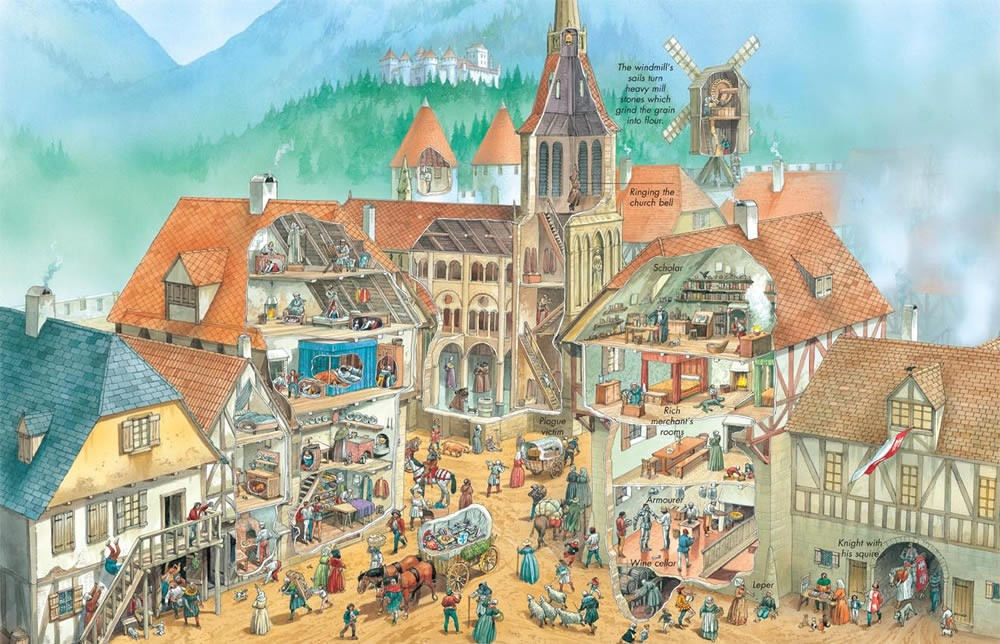 The windmill's
sails turn
heavy mill
stones which
grind the grain
into flour.
Ringing the
church bell
Scholar
Rich
merchant's
rooms
Plague
victim
Armourer
Wine cellar
Leper
Knight with
his squire